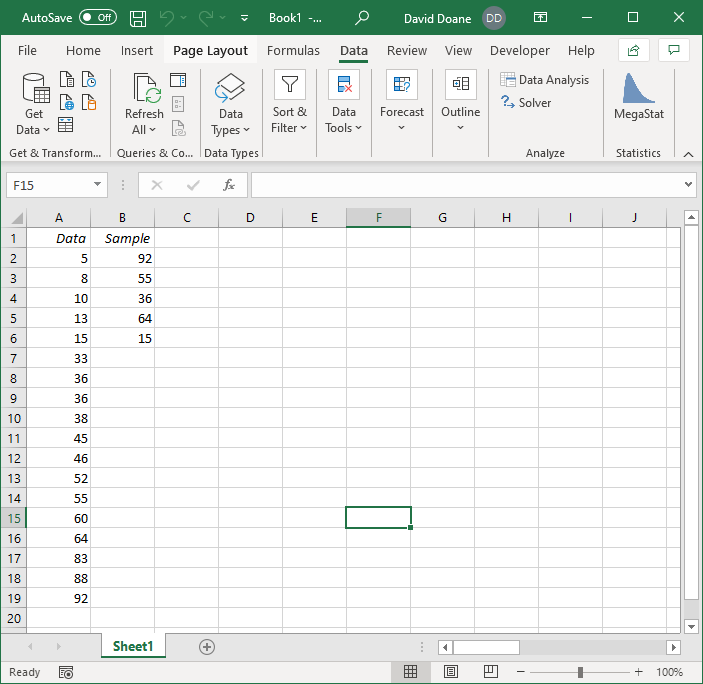 AutoSave Off Book1 -... David Doane DD
File Home Insert Page Layout Formulas Data Review View Developer Help
Get Data Refresh All Data Types Sort & Filter Data Tools Forecast Outline Data Analysis Solver MegaStat
Get & Transform... Queries & Co... Data Types Analyze Statistics
F15 fx
A B C D E F G H I J
1 Data Sample
2 5 92
3 8 55
4 10 36
5 13 64
6 15 15
7 33
8 36
9 36
10 38
11 45
12 46
13 52
14 55
15 60
16 64
17 83
18 88
19 92
20
Sheet1
Ready 100%